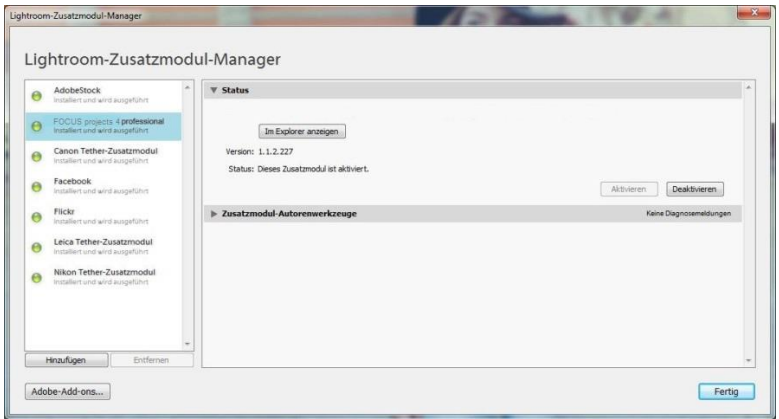 Lightroom-Zusatzmodul-Manager
Lightroom-Zusatzmodul-Manager
AdobeStock
Installiert und wird ausgeführt
FOCUS projects 4 professional
Installiert und wird ausgeführt
Canon Tether-Zusatzmodul
Installiert und wird ausgeführt
Facebook
Installiert und wird ausgeführt
Flickr
Installiert und wird ausgeführt
Leica Tether-Zusatzmodul
Installiert und wird ausgeführt
Nikon Tether-Zusatzmodul
Installiert und wird ausgeführt
Hinzufügen Entfernen
Status
Im Explorer anzeigen
Version: 1.1.2.227
Status: Dieses Zusatzmodul ist aktiviert.
Aktivieren Deaktivieren
Zusatzmodul-Autorenwerkzeuge Keine Diagnosemeldungen
Adobe-Add-ons... Fertig